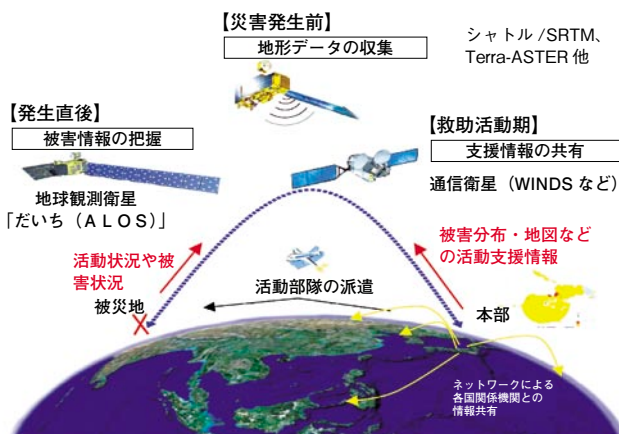 【災害発生前】
地形データの収集
シャトル /SRTM、
Terra-ASTER 他
【発生直後】
被害情報の把握
地球観測衛星
「だいち（ＡＬＯＳ）」
【救助活動期】
支援情報の共有
通信衛星（WINDS など）
活動状況や被
害状況
被災地
活動部隊の派遣
被害分布・地図など
の活動支援情報
本部
ネットワークによる
各国関係機関との
情報共有